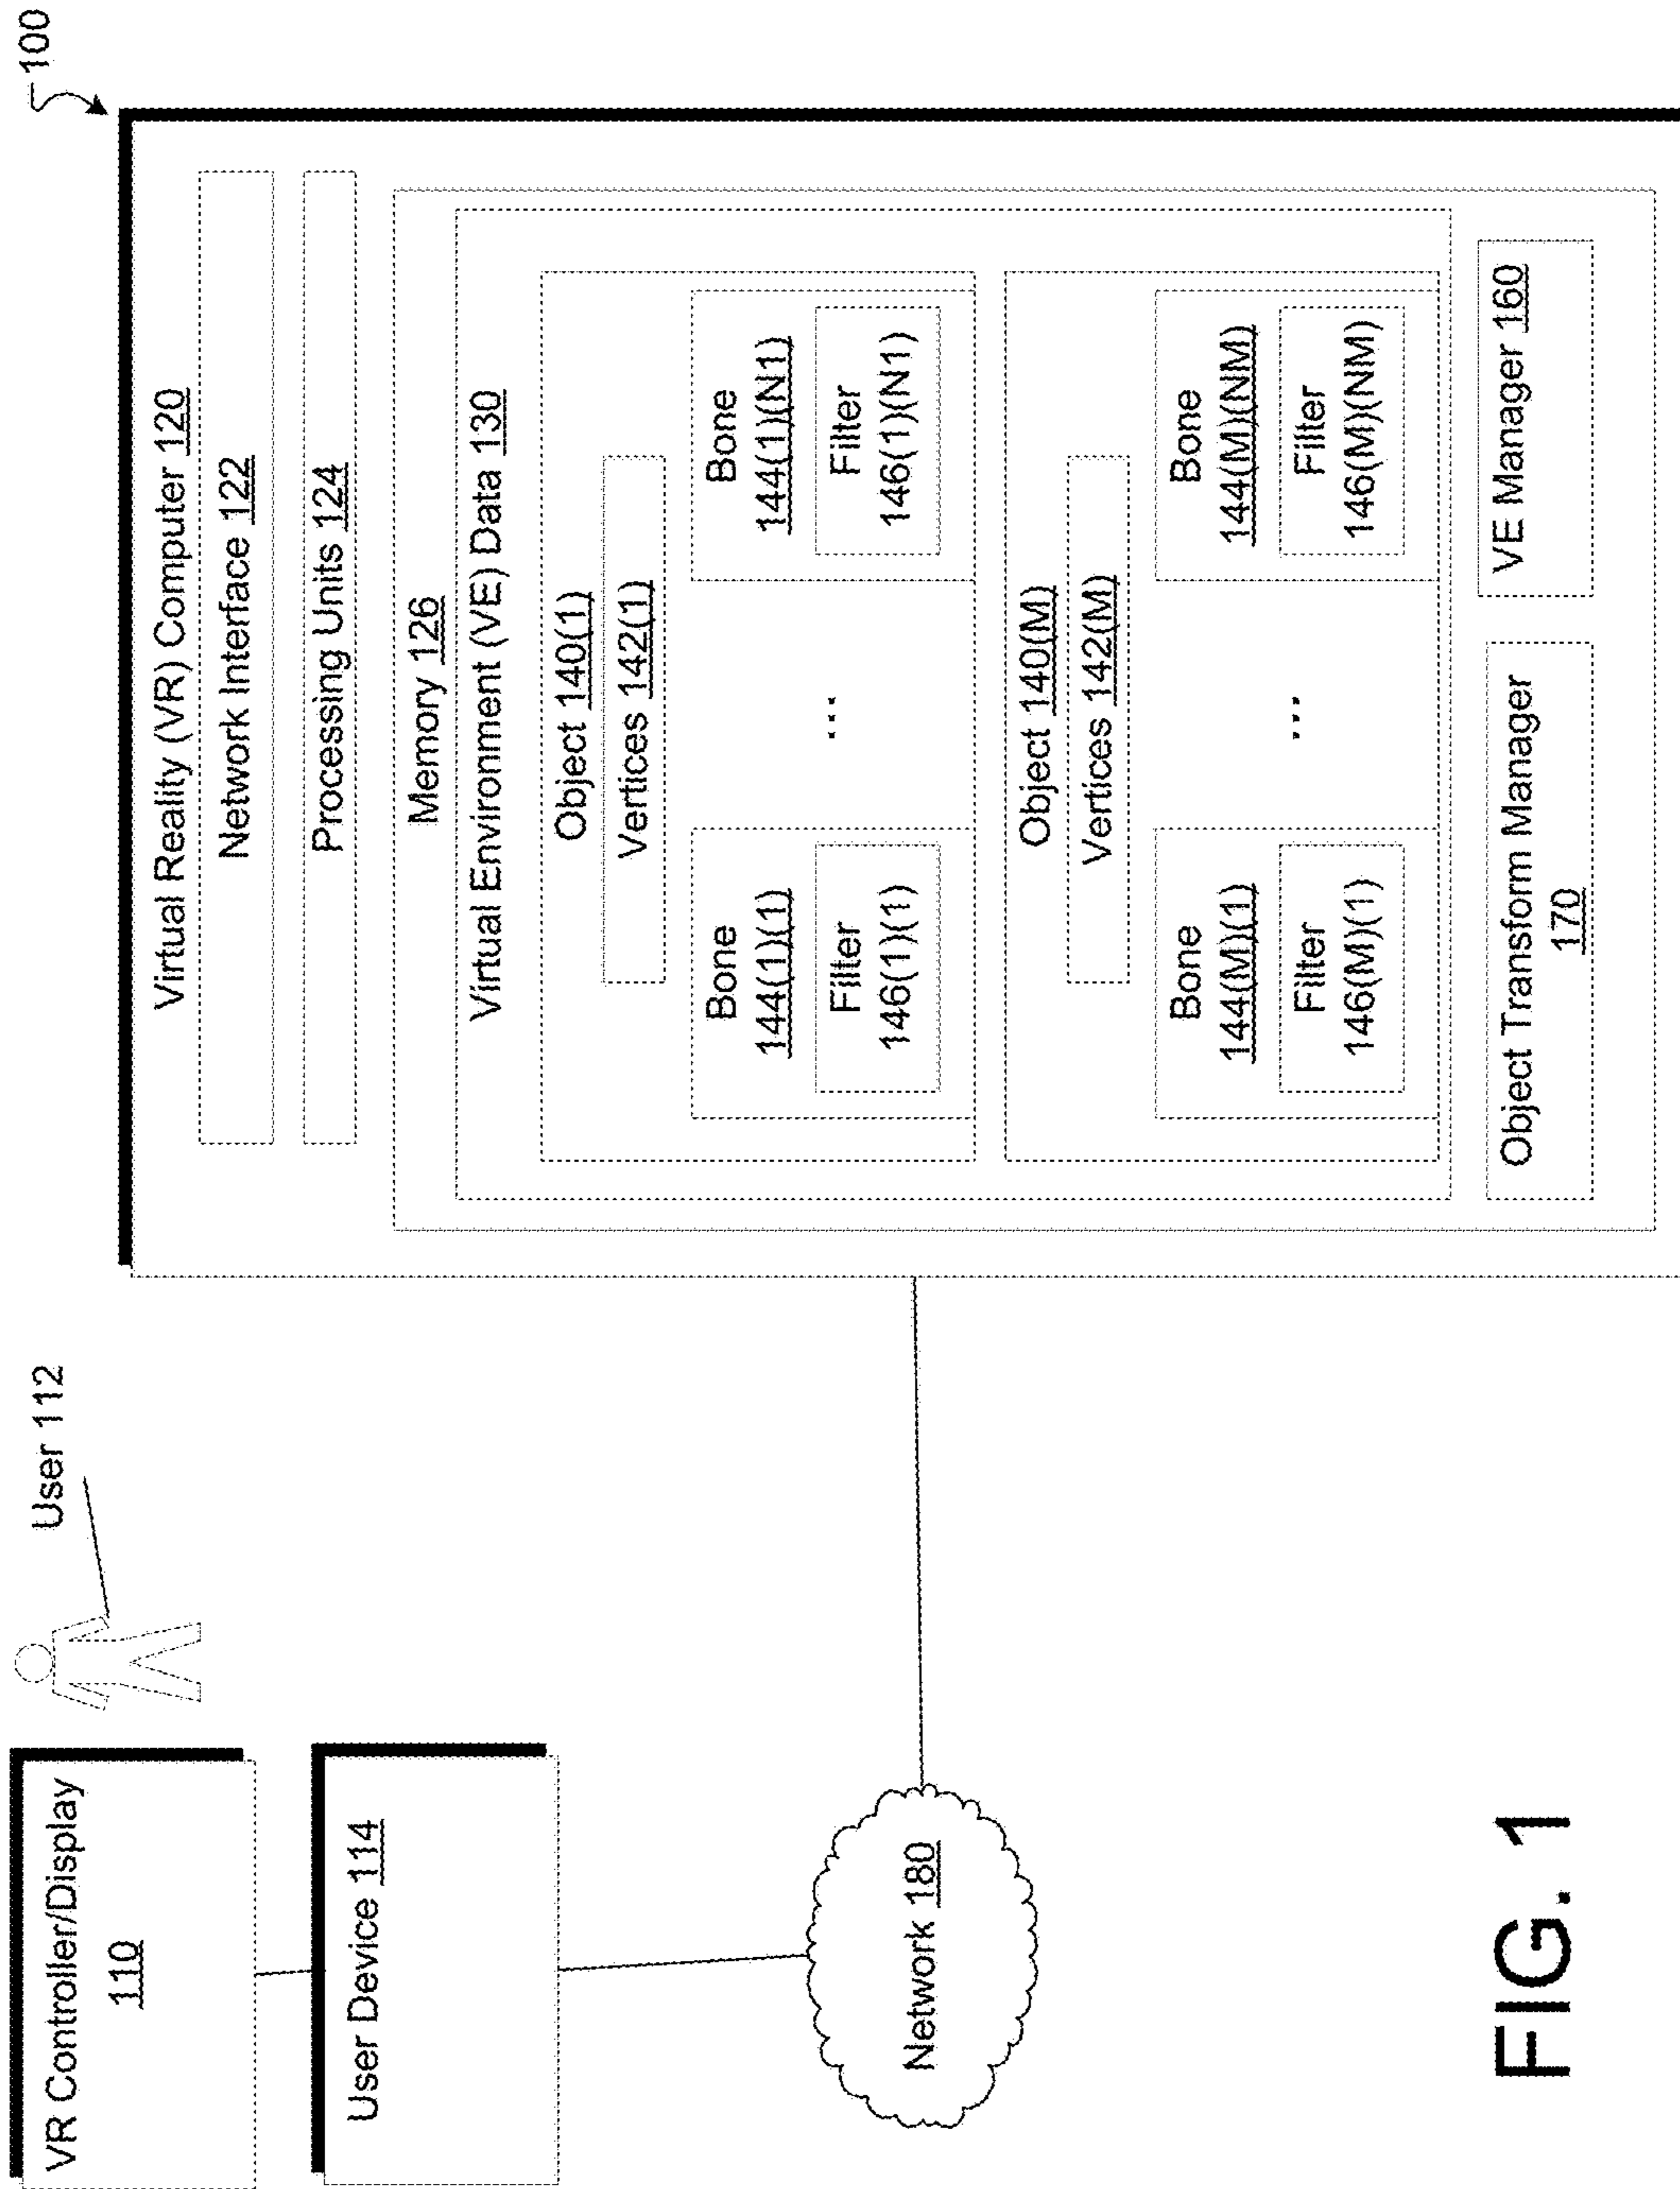 100
VR Controller/Display
110
User 112
User Device 114
Network 180
Virtual Reality (VR) Computer 120
Network Interface 122
Processing Units 124
Memory 126
Virtual Environment (VE) Data 130
Object 140(1)
Vertices 142(1)
Bone
144(1)(1)
Filter
146(1)(1)
...
Bone
144(1)(N1)
Filter
146(1)(N1)
Object 140(M)
Vertices 142(M)
Bone
144(M)(1)
Filter
146(M)(1)
...
Bone
144(M)(NM)
Filter
146(M)(NM)
Object Transform Manager
170
VE Manager 160
FIG. 1